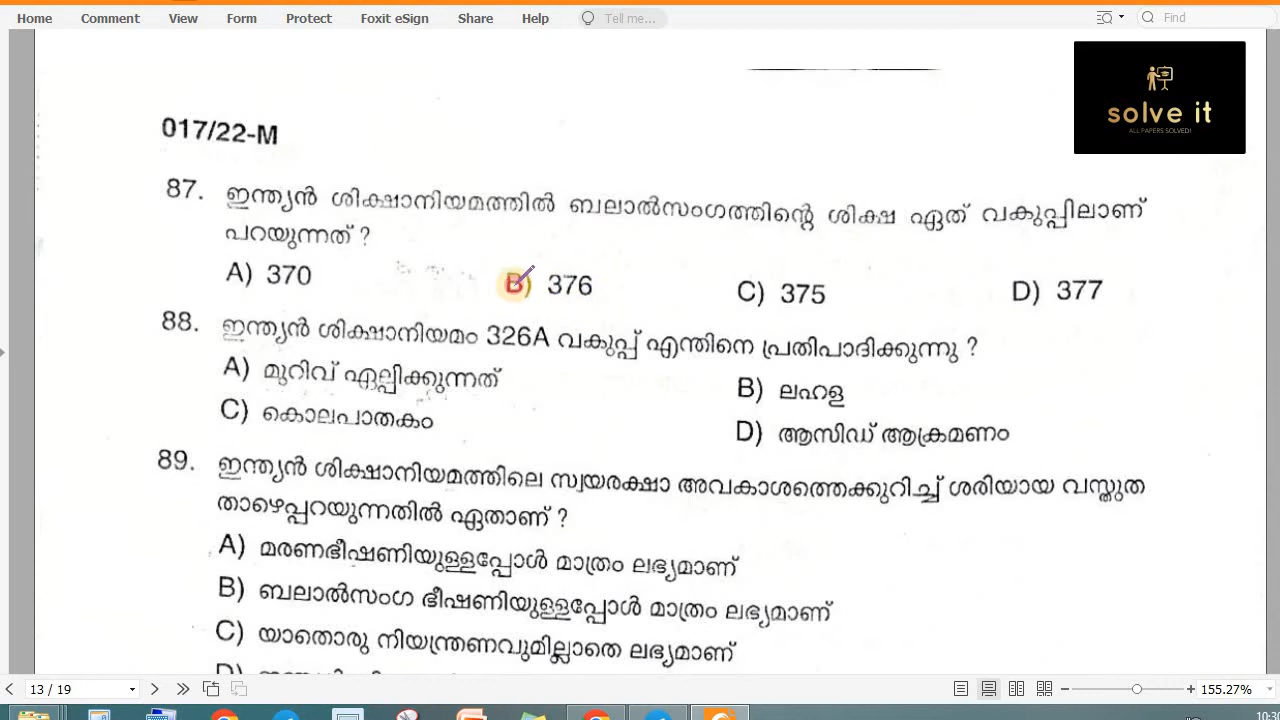 Home Comment View Form Protect Foxit eSign Share Help Tell me... Find
solve it
ALL PAPERS SOLVED!
017/22-M
87. ഇന്ത്യൻ ശിക്ഷാനിയമത്തിൽ ബലാൽസംഗത്തിന്റെ ശിക്ഷ ഏത് വകുപ്പിലാണ്
പറയുന്നത് ?
A) 370 B) 376 C) 375 D) 377
88. ഇന്ത്യൻ ശിക്ഷാനിയമം 326A വകുപ്പ് എന്തിനെ പ്രതിപാദിക്കുന്നു ?
A) മുറിവ് ഏല്പിക്കുന്നത് B) ലഹള
C) കൊലപാതകം D) ആസിഡ് ആക്രമണം
89. ഇന്ത്യൻ ശിക്ഷാനിയമത്തിലെ സ്വയരക്ഷാ അവകാശത്തെക്കുറിച്ച് ശരിയായ വസ്തുത
താഴെപ്പറയുന്നതിൽ ഏതാണ് ?
A) മരണഭീഷണിയുള്ളപ്പോൾ മാത്രം ലഭ്യമാണ്
B) ബലാൽസംഗ ഭീഷണിയുള്ളപ്പോൾ മാത്രം ലഭ്യമാണ്
C) യാതൊരു നിയന്ത്രണവുമില്ലാതെ ലഭ്യമാണ്
13 / 19 155.27%